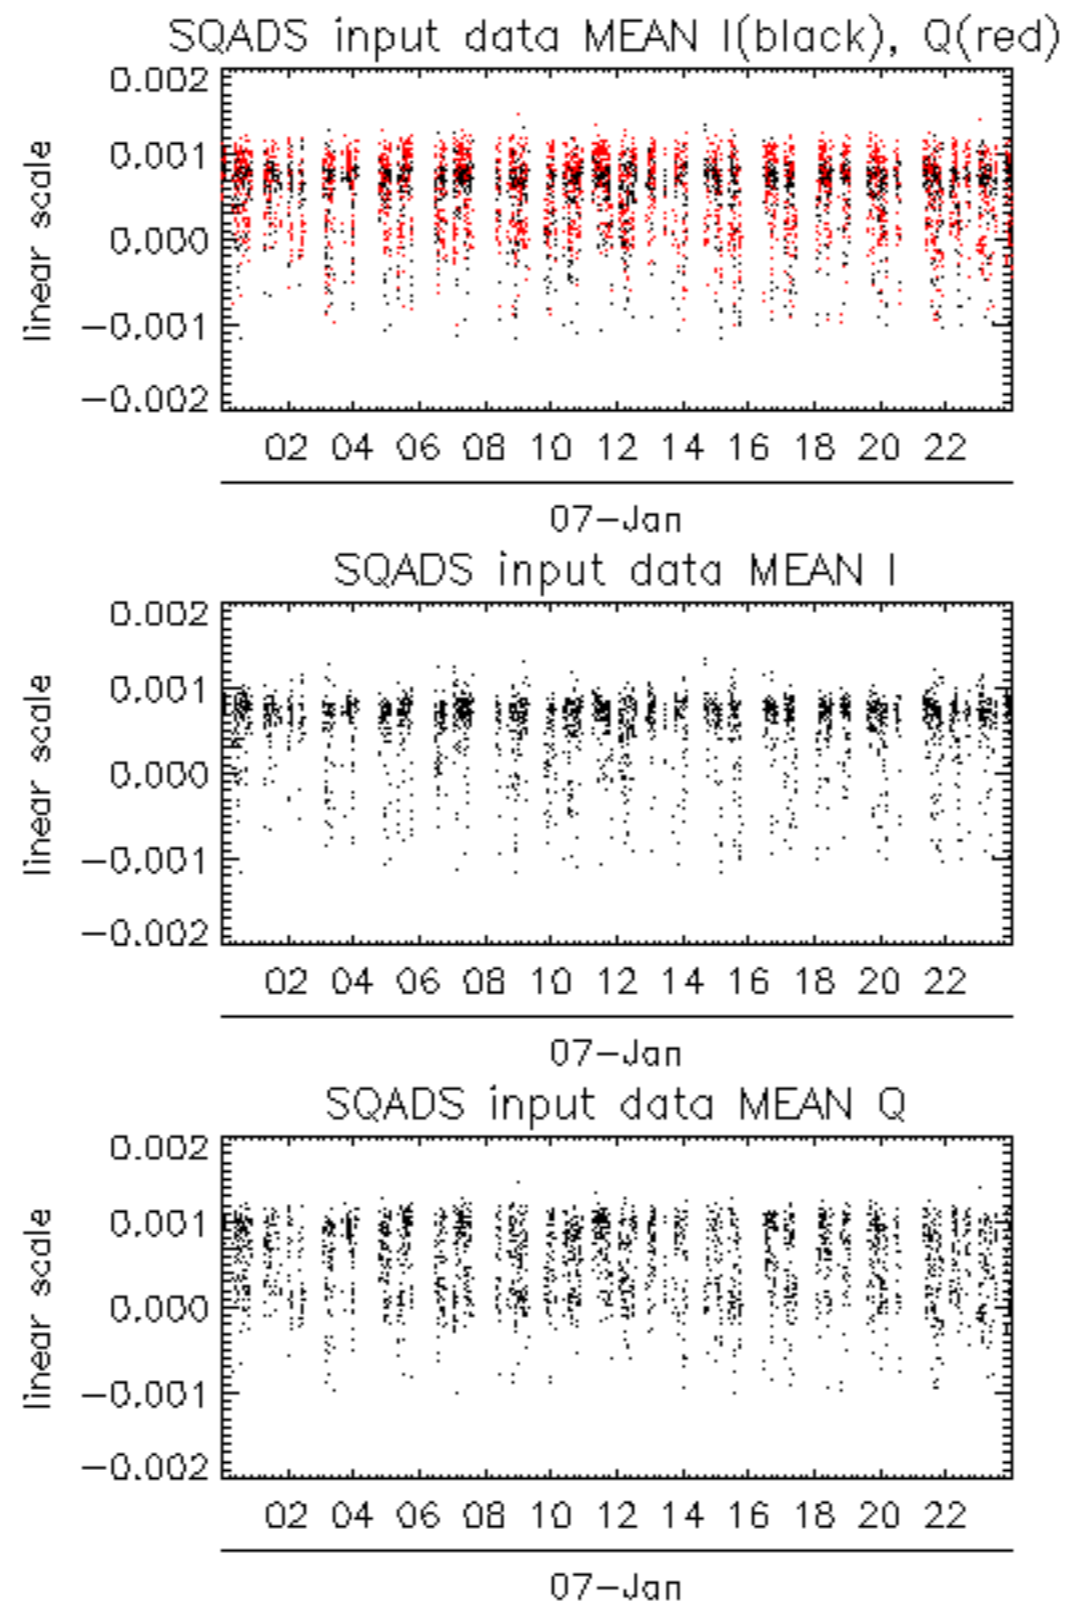 SQADS input data MEAN I(black), Q(red)
0.002
0.001
0.000
−0.001
−0.002
linear scale
02 04 06 08 10 12 14 16 18 20 22
07−Jan
SQADS input data MEAN I
0.002
0.001
0.000
−0.001
−0.002
linear scale
02 04 06 08 10 12 14 16 18 20 22
07−Jan
SQADS input data MEAN Q
0.002
0.001
0.000
−0.001
−0.002
linear scale
02 04 06 08 10 12 14 16 18 20 22
07−Jan